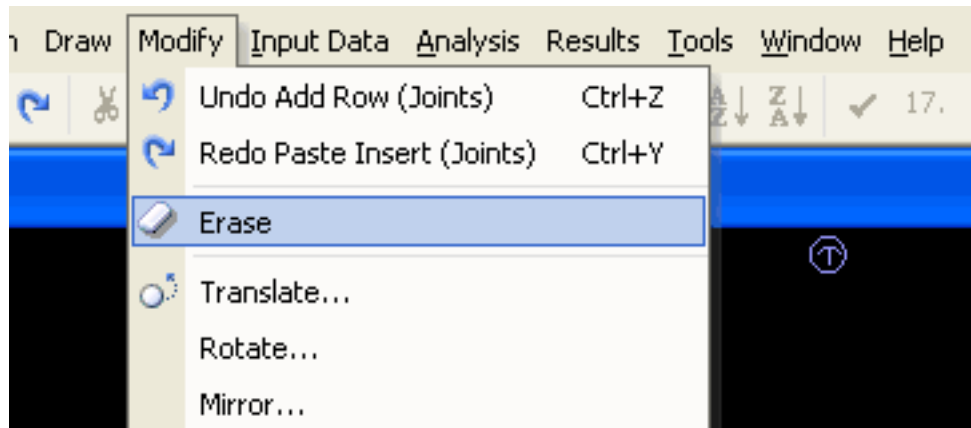 Draw Modify Input Data Analysis Results Tools Window Help
Undo Add Row (Joints) Ctrl+Z
A Z Z A 17.
Redo Paste Insert (Joints) Ctrl+Y
Erase
T
Translate...
Rotate...
Mirror...